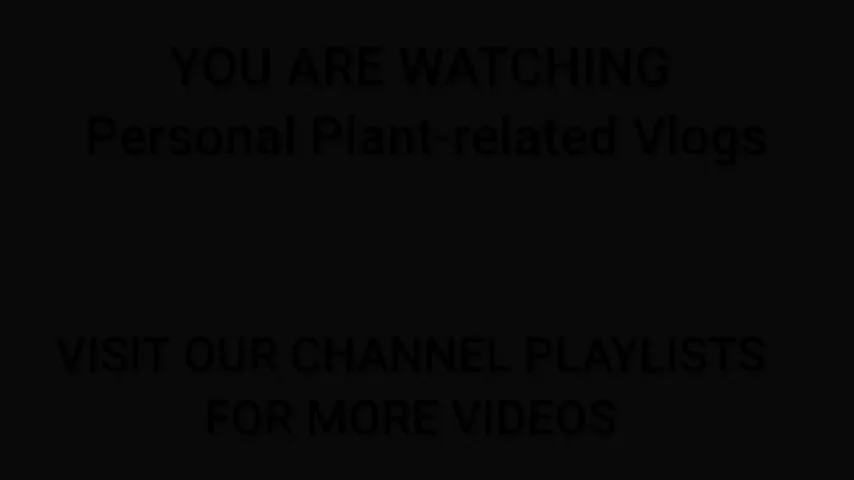 YOU ARE WATCHING
Personal Plant-related Vlogs
VISIT OUR CHANNEL PLAYLISTS
FOR MORE VIDEOS